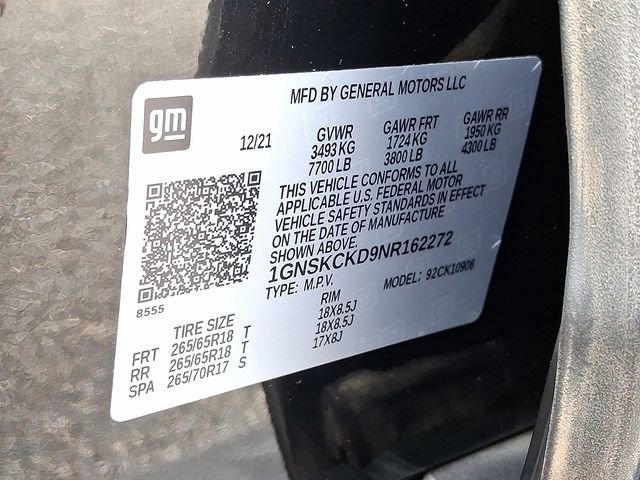 gm
MFD BY GENERAL MOTORS LLC
12/21 GVWR GAWR FRT GAWR RR
3493 KG 1724 KG 1950 KG
7700 LB 3800 LB 4300 LB
THIS VEHICLE CONFORMS TO ALL
APPLICABLE U.S. FEDERAL MOTOR
VEHICLE SAFETY STANDARDS IN EFFECT
ON THE DATE OF MANUFACTURE
SHOWN ABOVE.
1GNSKCKD9NR162272
TYPE: M.P.V. MODEL: 92CK10906
8555
TIRE SIZE RIM
FRT 265/65R18 T 18X8.5J
RR 265/65R18 T 18X8.5J
SPA 265/70R17 S 17X8J